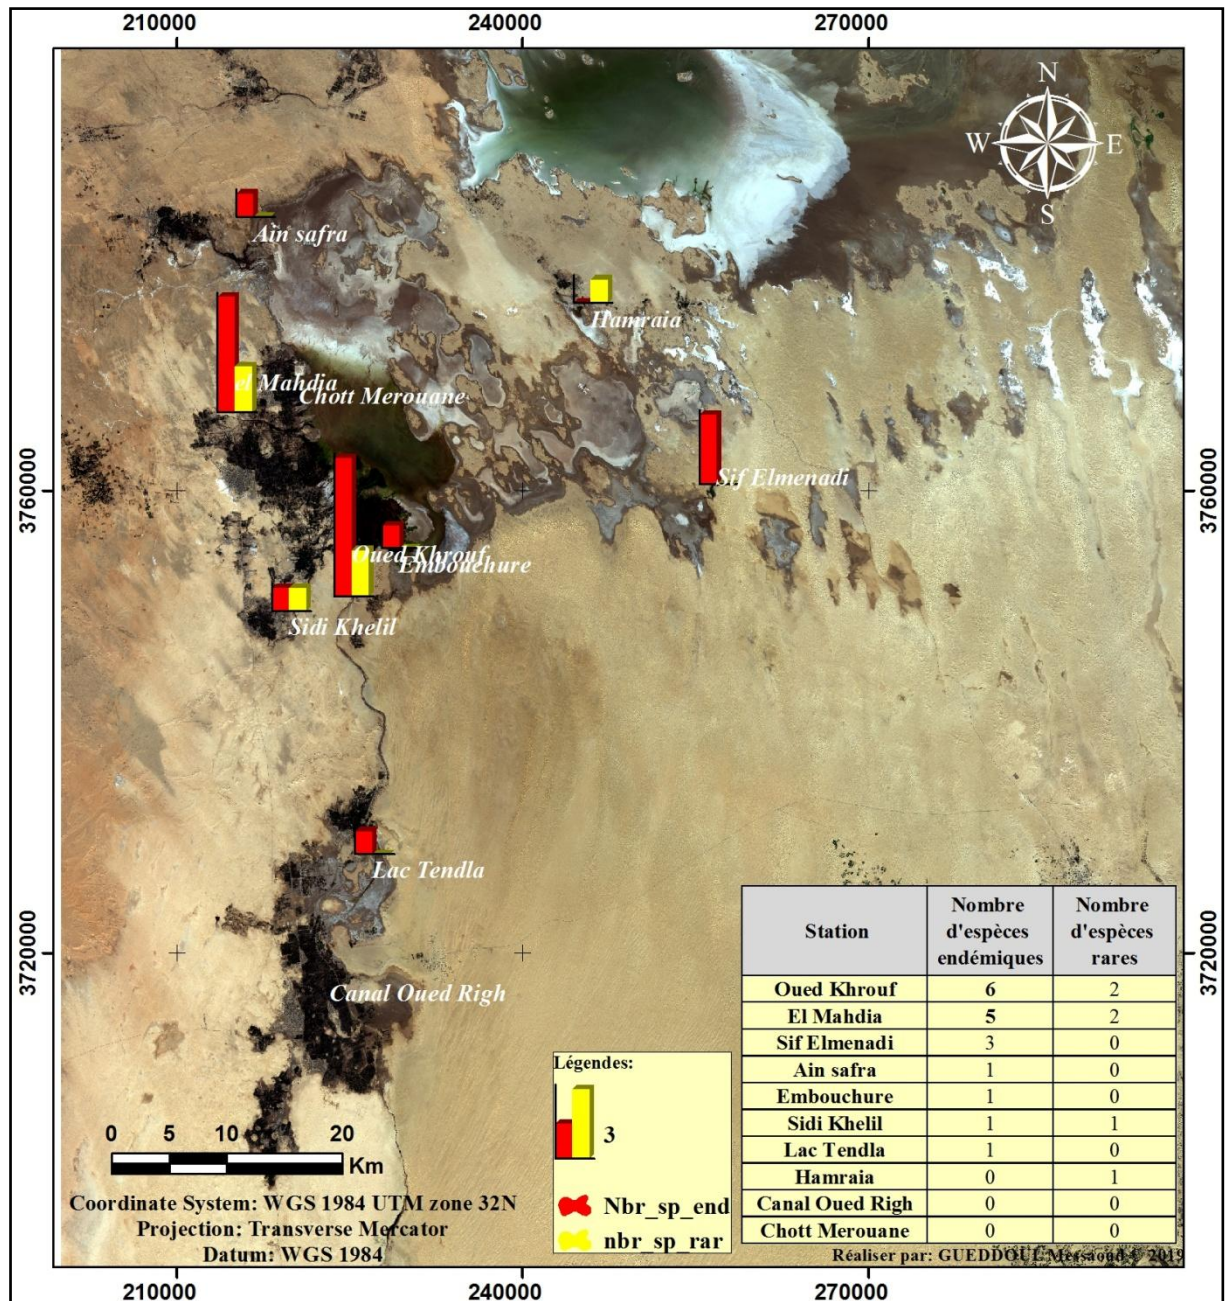 210000 240000 270000
N
W E
S
Ain safra
Hamraia
el Mahdia
Chott Merouane
Sif Elmenadi
3760000 3760000
Oued Khrouf
Embouchure
Sidi Khelil
Lac Tendla
Canal Oued Righ
3720000 3720000
Station Nombre d'espèces endémiques Nombre d'espèces rares
Oued Khrouf 6 2
El Mahdia 5 2
Sif Elmenadi 3 0
Ain safra 1 0
Embouchure 1 0
Sidi Khelil 1 1
Lac Tendla 1 0
Hamraia 0 1
Canal Oued Righ 0 0
Chott Merouane 0 0
Légendes:
3
Nbr_sp_end
nbr_sp_rar
0 5 10 20
Km
Coordinate System: WGS 1984 UTM zone 32N
Projection: Transverse Mercator
Datum: WGS 1984
Réaliser par: GUEDDOUL Messaoud © 2019
210000 240000 270000